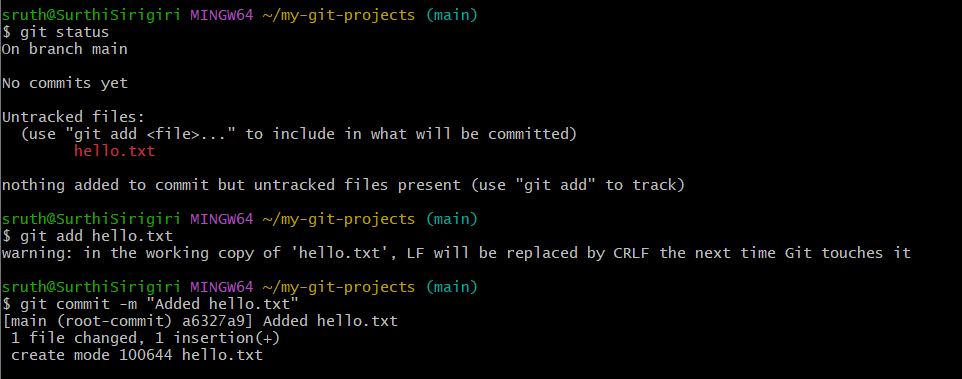 sruth@SurthiSirigiri MINGW64 ~/my-git-projects (main)
$ git status
On branch main
No commits yet
Untracked files:
(use "git add <file>..." to include in what will be committed)
hello.txt
nothing added to commit but untracked files present (use "git add" to track)
sruth@SurthiSirigiri MINGW64 ~/my-git-projects (main)
$ git add hello.txt
warning: in the working copy of 'hello.txt', LF will be replaced by CRLF the next time Git touches it
sruth@SurthiSirigiri MINGW64 ~/my-git-projects (main)
$ git commit -m "Added hello.txt"
[main (root-commit) a6327a9] Added hello.txt
1 file changed, 1 insertion(+)
create mode 100644 hello.txt